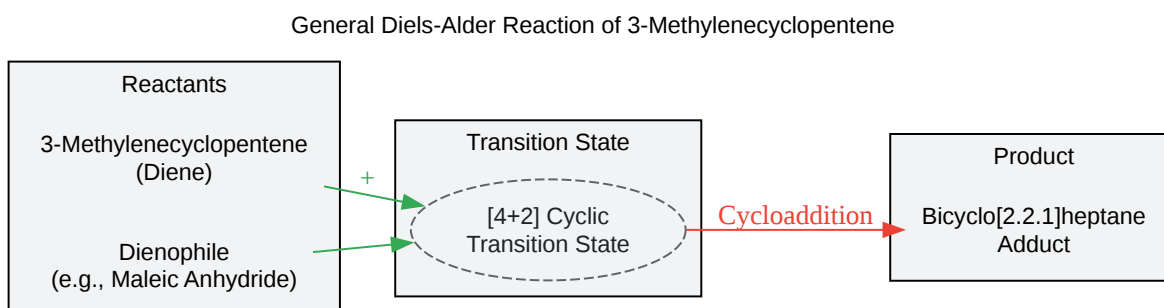 General Diels-Alder Reaction of 3-Methylenecyclopentene
Reactants
3-Methylenecyclopentene
(Diene)
Dienophile
(e.g., Maleic Anhydride)
+
Transition State
[4+2] Cyclic
Transition State
Cycloaddition
Product
Bicyclo[2.2.1]heptane
Adduct